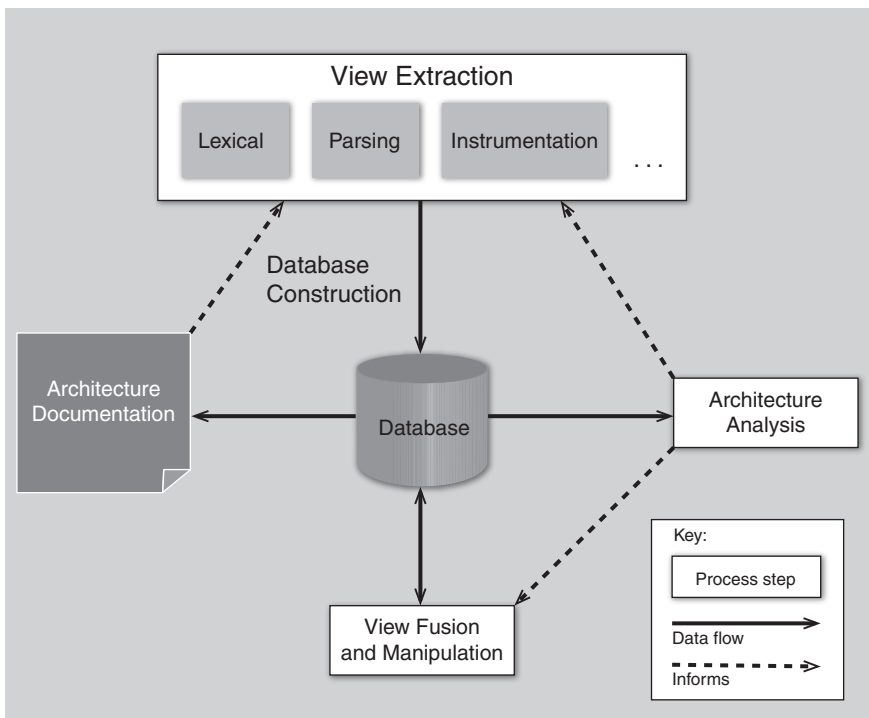 View Extraction
Lexical
Parsing
Instrumentation
. . .
Database
Construction
Architecture
Documentation
Database
Architecture
Analysis
View Fusion
and Manipulation
Key:
Process step
Data flow
Informs